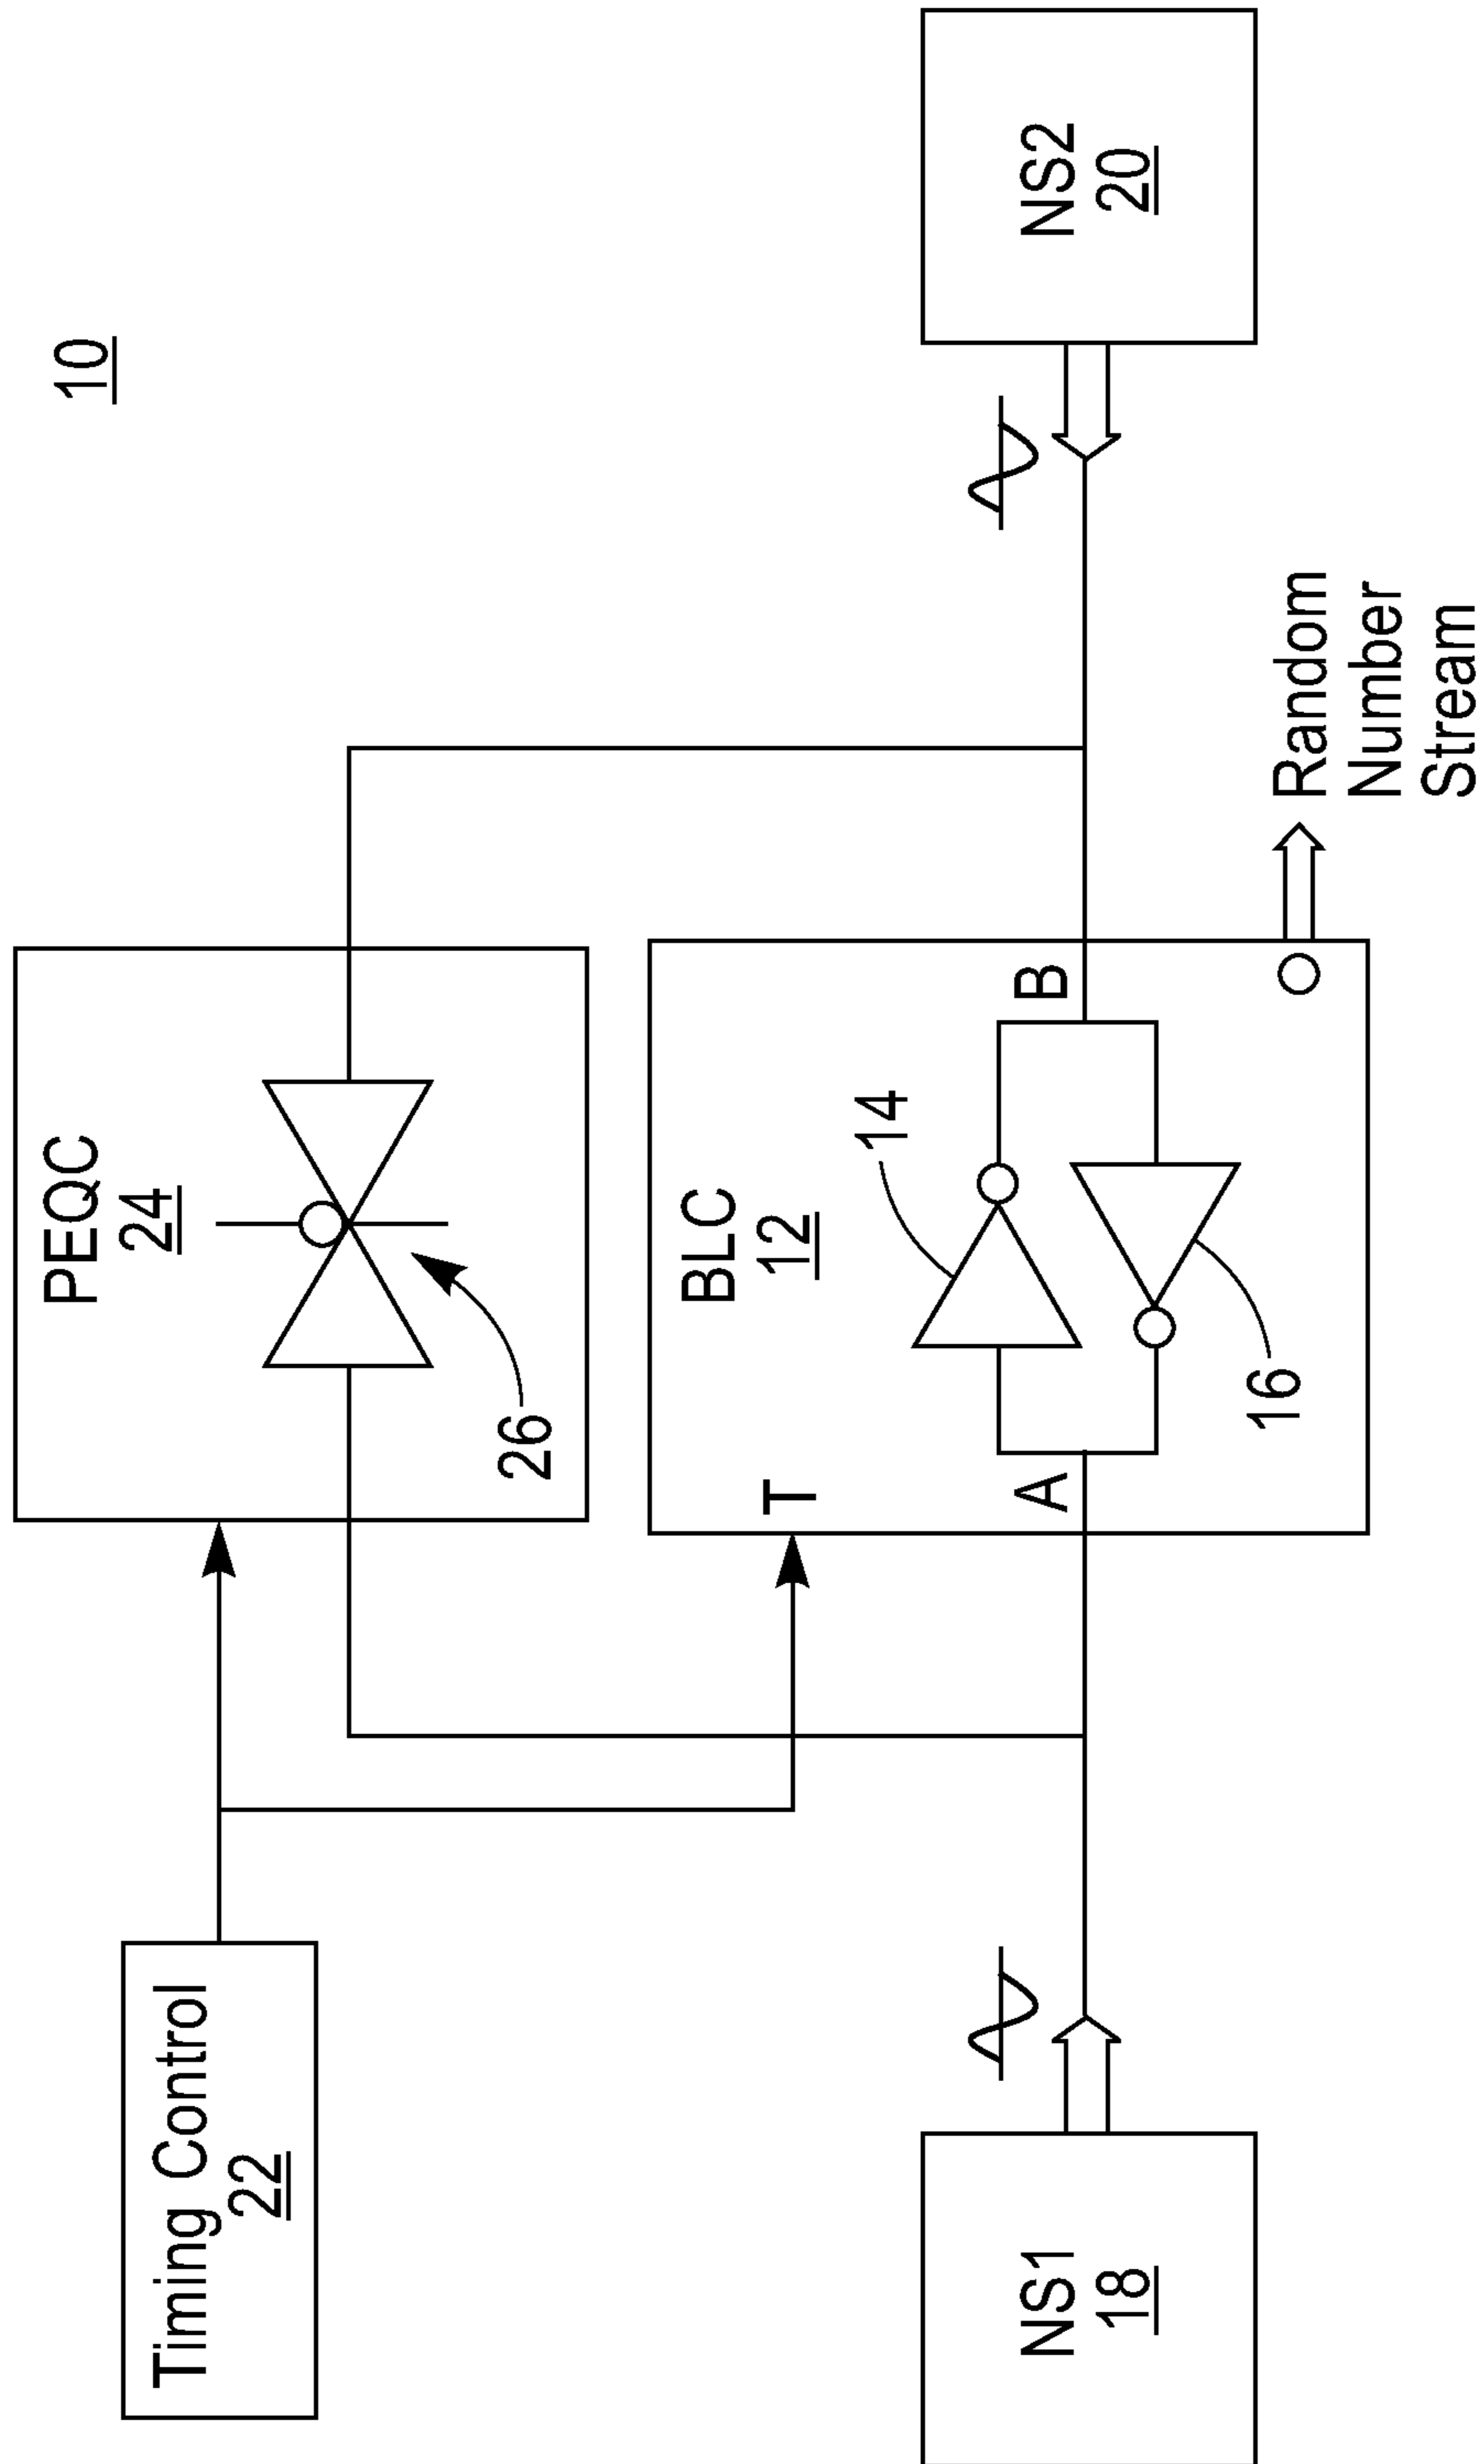 10
Timing Control
22
PEQC
24
26
BLC
12
T
14
A
B
16
NS1
18
NS2
20
Random
Number
Stream